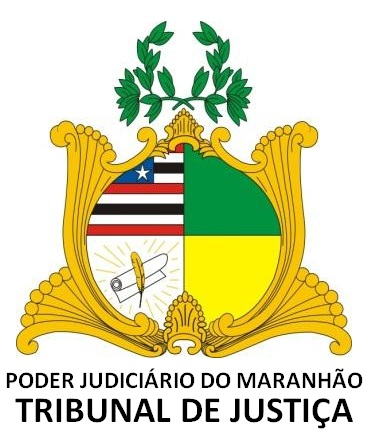 PODER JUDICIÁRIO DO MARANHÃO
TRIBUNAL DE JUSTIÇA